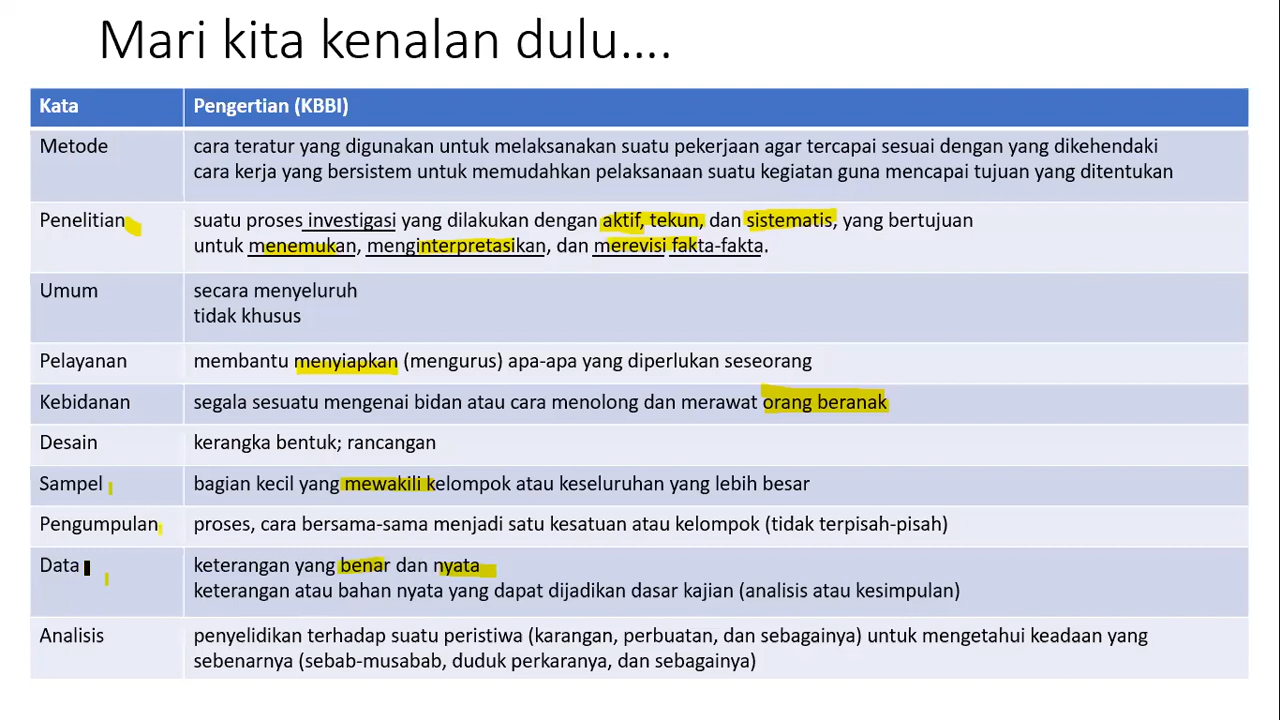 Mari kita kenalan dulu....
Kata Pengertian (KBBI)
Metode cara teratur yang digunakan untuk melaksanakan suatu pekerjaan agar tercapai sesuai dengan yang dikehendaki
cara kerja yang bersistem untuk memudahkan pelaksanaan suatu kegiatan guna mencapai tujuan yang ditentukan
Penelitian suatu proses investigasi yang dilakukan dengan aktif, tekun, dan sistematis, yang bertujuan
untuk menemukan, menginterpretasikan, dan merevisi fakta-fakta.
Umum secara menyeluruh
tidak khusus
Pelayanan membantu menyiapkan (mengurus) apa-apa yang diperlukan seseorang
Kebidanan segala sesuatu mengenai bidan atau cara menolong dan merawat orang beranak
Desain kerangka bentuk; rancangan
Sampel bagian kecil yang mewakili kelompok atau keseluruhan yang lebih besar
Pengumpulan proses, cara bersama-sama menjadi satu kesatuan atau kelompok (tidak terpisah-pisah)
Data keterangan yang benar dan nyata
keterangan atau bahan nyata yang dapat dijadikan dasar kajian (analisis atau kesimpulan)
Analisis penyelidikan terhadap suatu peristiwa (karangan, perbuatan, dan sebagainya) untuk mengetahui keadaan yang
sebenarnya (sebab-musabab, duduk perkaranya, dan sebagainya)